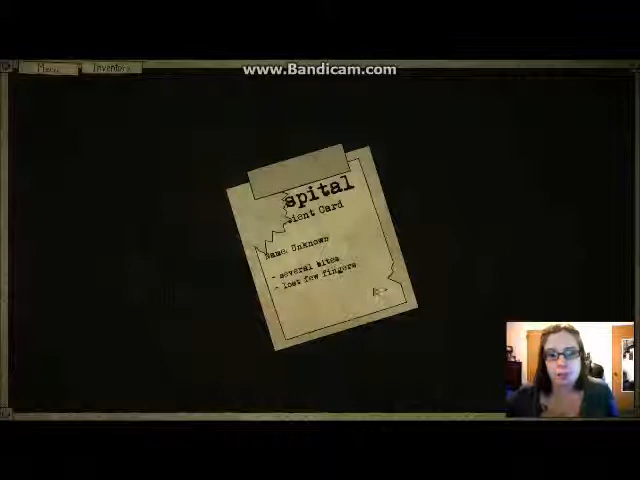 www.Bandicam.com
Menu Inventory
spital
ient Card
Name: Unknown
- several bites
- lost few fingers